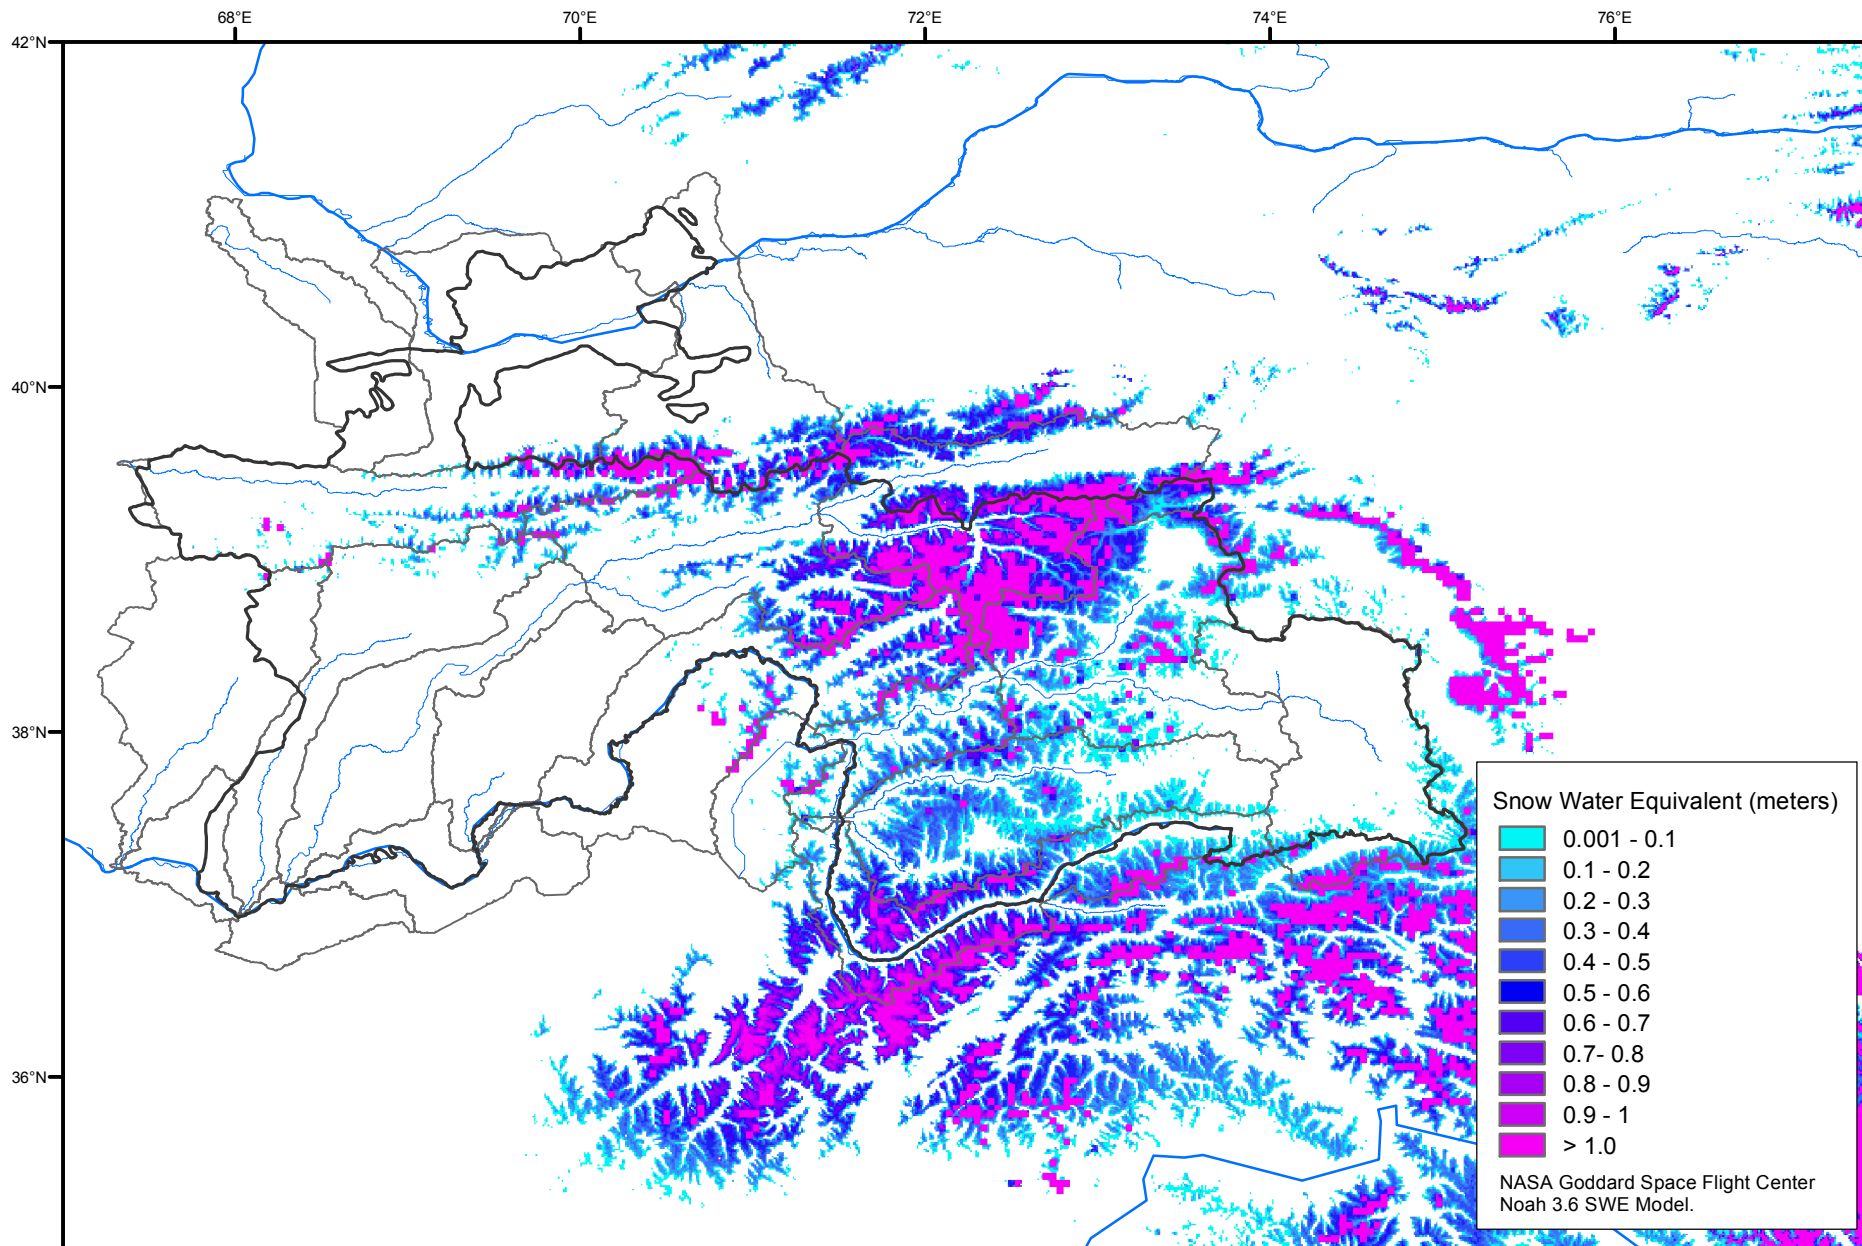 68°E 70°E 72°E 74°E 76°E
42°N
40°N
38°N
36°N
Snow Water Equivalent (meters)
0.001 - 0.1
0.1 - 0.2
0.2 - 0.3
0.3 - 0.4
0.4 - 0.5
0.5 - 0.6
0.6 - 0.7
0.7- 0.8
0.8 - 0.9
0.9 - 1
> 1.0
NASA Goddard Space Flight Center
Noah 3.6 SWE Model.